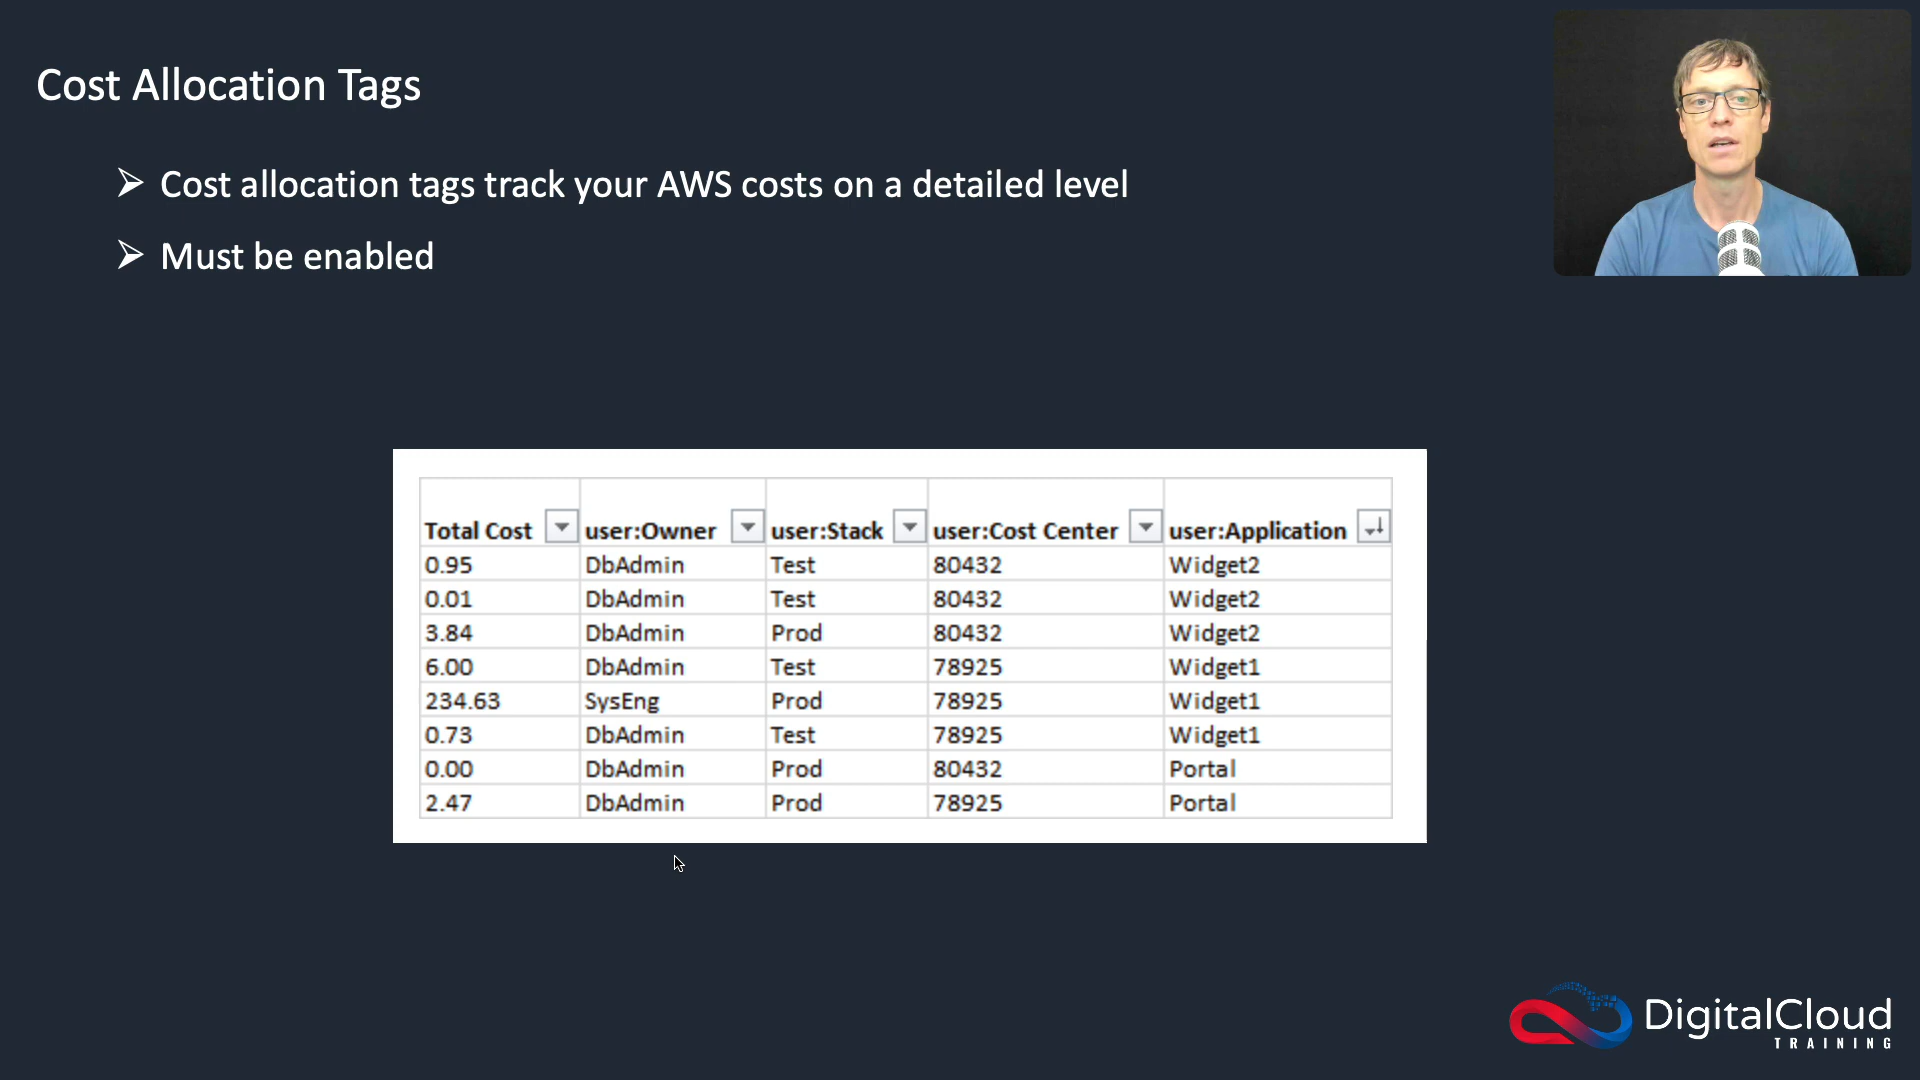 Cost Allocation Tags
Cost allocation tags track your AWS costs on a detailed level
Must be enabled
Total Cost user:Owner user:Stack user:Cost Center user:Application
0.95 DbAdmin Test 80432 Widget2
0.01 DbAdmin Test 80432 Widget2
3.84 DbAdmin Prod 80432 Widget2
6.00 DbAdmin Test 78925 Widget1
234.63 SysEng Prod 78925 Widget1
0.73 DbAdmin Test 78925 Widget1
0.00 DbAdmin Prod 80432 Portal
2.47 DbAdmin Prod 78925 Portal
DigitalCloud
TRAINING